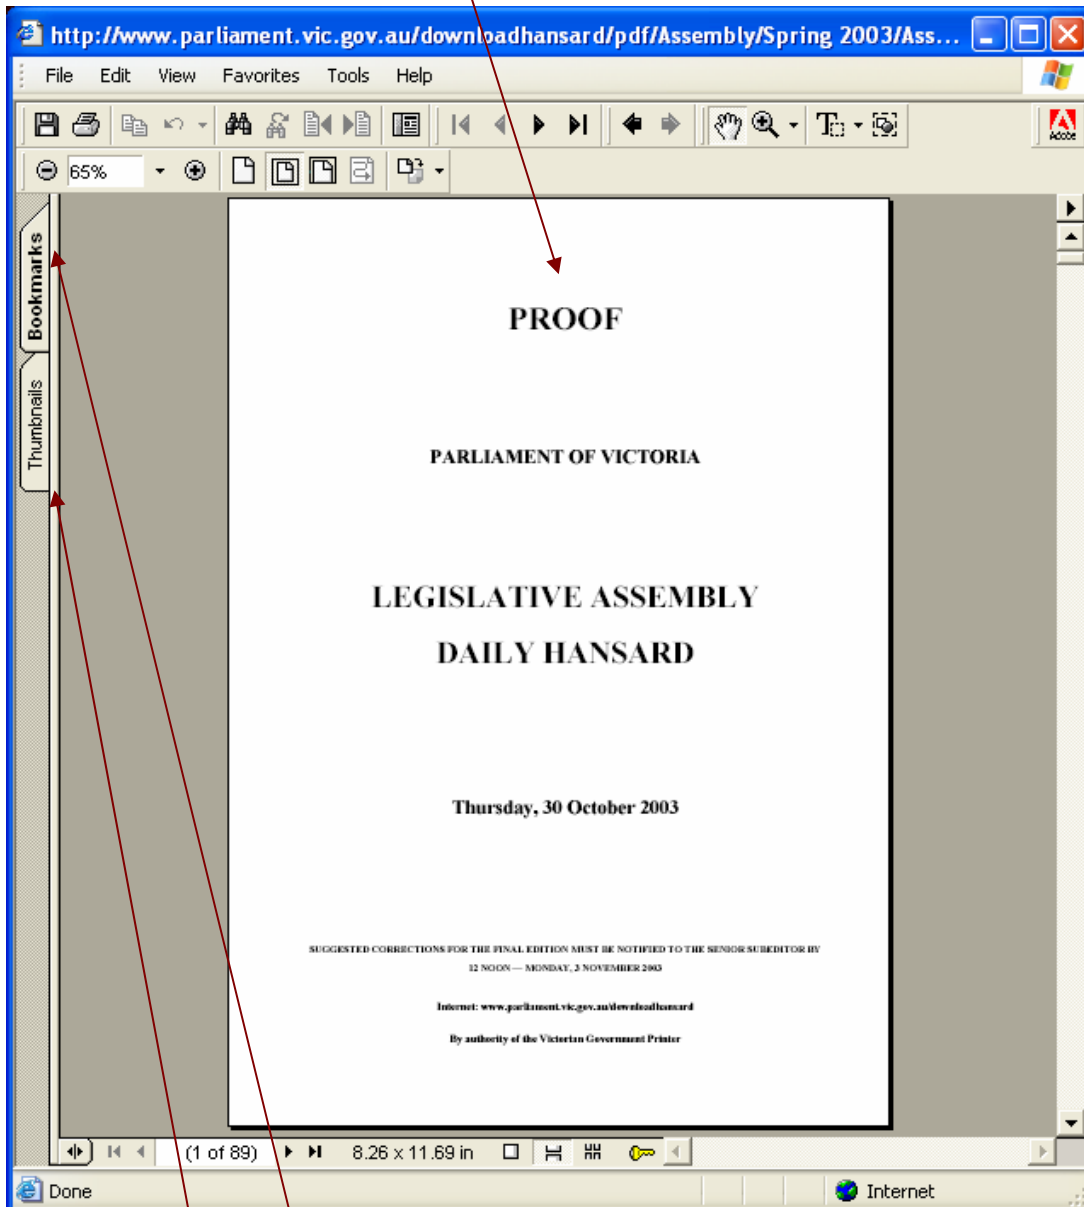 http://www.parliament.vic.gov.au/downloadhansard/pdf/Assembly/Spring 2003/Ass...
File Edit View Favorites Tools Help
Adobe
65%
Bookmarks
Thumbnails
PROOF
PARLIAMENT OF VICTORIA
LEGISLATIVE ASSEMBLY
DAILY HANSARD
Thursday, 30 October 2003
SUGGESTED CORRECTIONS FOR THE FINAL EDITION MUST BE NOTIFIED TO THE SENIOR SUBEDITOR BY
12 NOON — MONDAY, 3 NOVEMBER 2003
Internet: www.parliament.vic.gov.au/downloadhansard
By authority of the Victorian Government Printer
(1 of 89) 8.26 x 11.69 in
Done Internet